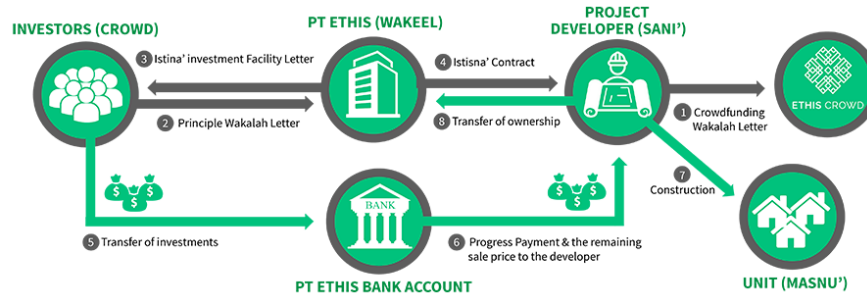 INVESTORS (CROWD)
PT ETHIS (WAKEEL)
PROJECT
DEVELOPER (SANI’)
3 Istina’ investment Facility Letter
4 Istisna’ Contract
2 Principle Wakalah Letter
8 Transfer of ownership
1 Crowdfunding
Wakalah Letter
ETHIS CROWD
7
Construction
$ $ $
$ $ $
BANK
5 Transfer of investments
6 Progress Payment & the remaining
sale price to the developer
PT ETHIS BANK ACCOUNT
UNIT (MASNU’)